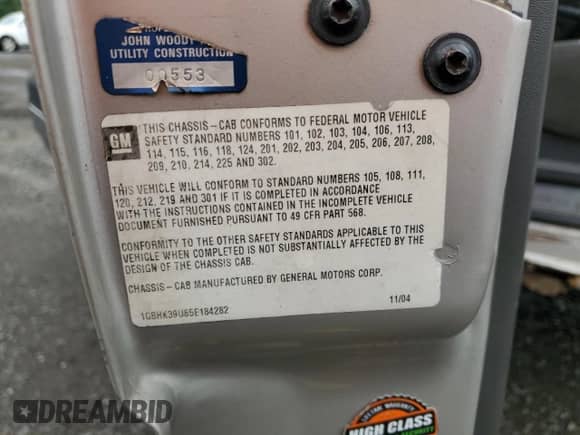 JOHN WOODY
UTILITY CONSTRUCTION
00553
GM
THIS CHASSIS-CAB CONFORMS TO FEDERAL MOTOR VEHICLE
SAFETY STANDARD NUMBERS 101, 102, 103, 104, 106, 113,
114, 115, 116, 118, 124, 201, 202, 203, 204, 205, 206, 207, 208,
209, 210, 214, 225 AND 302.
THIS VEHICLE WILL CONFORM TO STANDARD NUMBERS 105, 108, 111,
120, 212, 219 AND 301 IF IT IS COMPLETED IN ACCORDANCE
WITH THE INSTRUCTIONS CONTAINED IN THE INCOMPLETE VEHICLE
DOCUMENT FURNISHED PURSUANT TO 49 CFR PART 568.
CONFORMITY TO THE OTHER SAFETY STANDARDS APPLICABLE TO THIS
VEHICLE WHEN COMPLETED IS NOT SUBSTANTIALLY AFFECTED BY THE
DESIGN OF THE CHASSIS CAB.
CHASSIS-CAB MANUFACTURED BY GENERAL MOTORS CORP.
11/04
1GBHK39U65E184282
LIFETIME WARRANTY
HIGH CLASS
SECURITY
DREAMBID